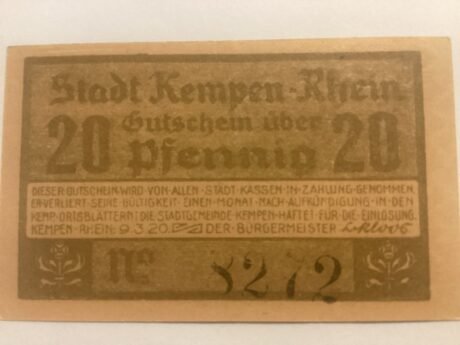 Stadt Kempen-Rhein
20 Gutschein über 20
Pfennig
DIESER GUTSCHEIN WIRD VON ALLEN STADT KASSEN IN ZAHLUNG GENOMMEN.
ER VERLIERT SEINE GÜLTIGKEIT EINEN MONAT NACH AUFKÜNDIGUNG IN DEN
KEMP. ORTSBLÄTTERN: DIE STADTGEMEINDE KEMPEN HAFTET FÜR DIE EINLÖSUNG.
KEMPEN-RHEIN: 9.3.20. DER BÜRGERMEISTER
No 8272